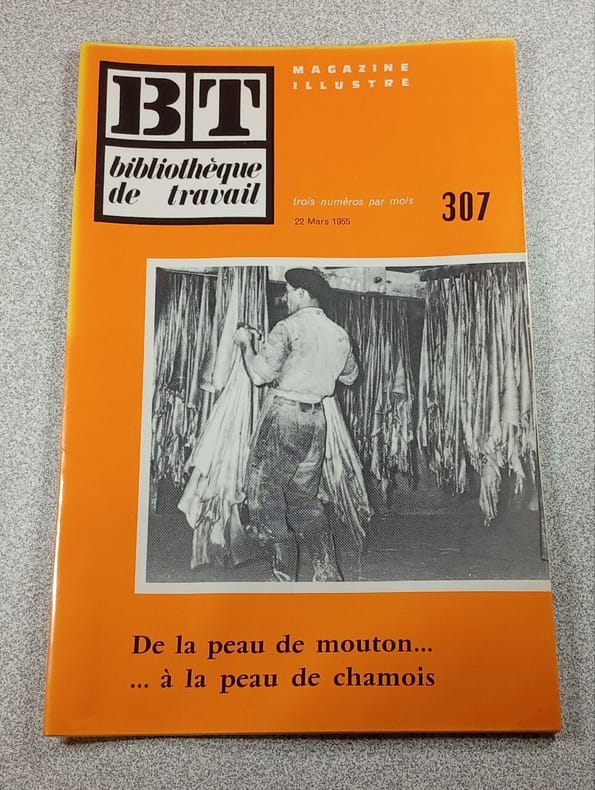 BT
bibliothèque
de travail
MAGAZINE
ILLUSTRÉ
trois numéros par mois
22 Mars 1955
307
De la peau de mouton...
... à la peau de chamois